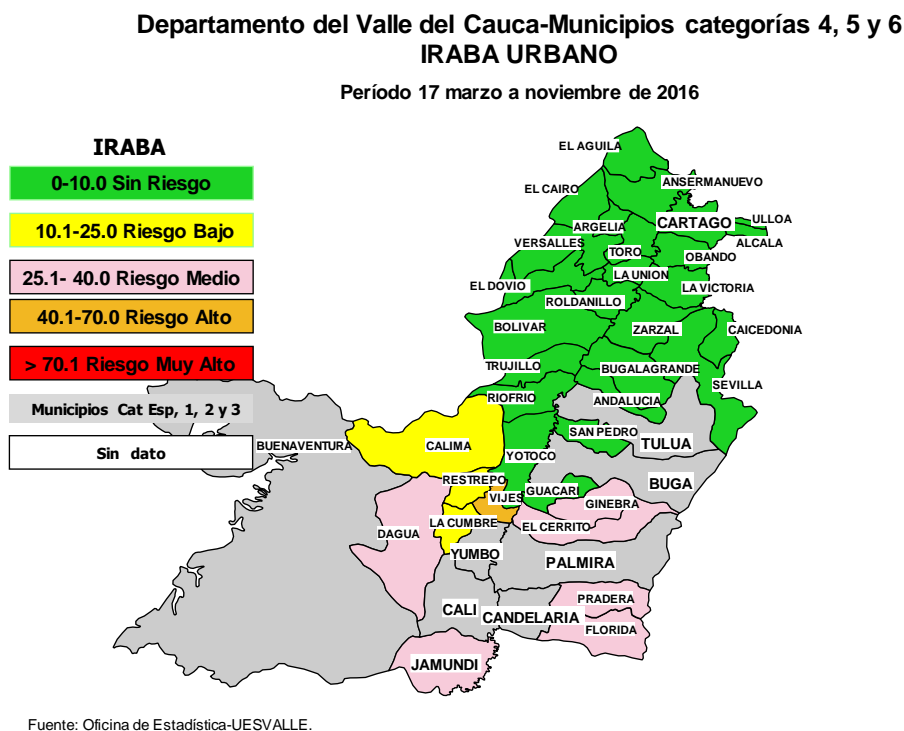 Departamento del Valle del Cauca-Municipios categorías 4, 5 y 6
IRABA URBANO
Período 17 marzo a noviembre de 2016
IRABA
0-10.0 Sin Riesgo
10.1-25.0 Riesgo Bajo
25.1- 40.0 Riesgo Medio
40.1-70.0 Riesgo Alto
> 70.1 Riesgo Muy Alto
Municipios Cat Esp, 1, 2 y 3
Sin dato
EL AGUILA
ANSERMANUEVO
EL CAIRO
CARTAGO
ULLOA
ARGELIA
ALCALA
VERSALLES
TORO
OBANDO
LA UNION
EL DOVIO
LA VICTORIA
ROLDANILLO
BOLIVAR
ZARZAL
CAICEDONIA
TRUJILLO
BUGALAGRANDE
SEVILLA
RIOFRIO
ANDALUCIA
SAN PEDRO
TULUA
BUENAVENTURA
CALIMA
YOTOCO
RESTREPO
BUGA
GUACARI
VIJES
GINEBRA
LA CUMBRE
EL CERRITO
DAGUA
YUMBO
PALMIRA
PRADERA
CALI
CANDELARIA
FLORIDA
JAMUNDI
Fuente: Oficina de Estadística-UESVALLE.